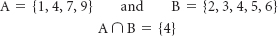 A = {1, 4, 7, 9} and B = {2, 3, 4, 5, 6}
A ∩ B = {4}